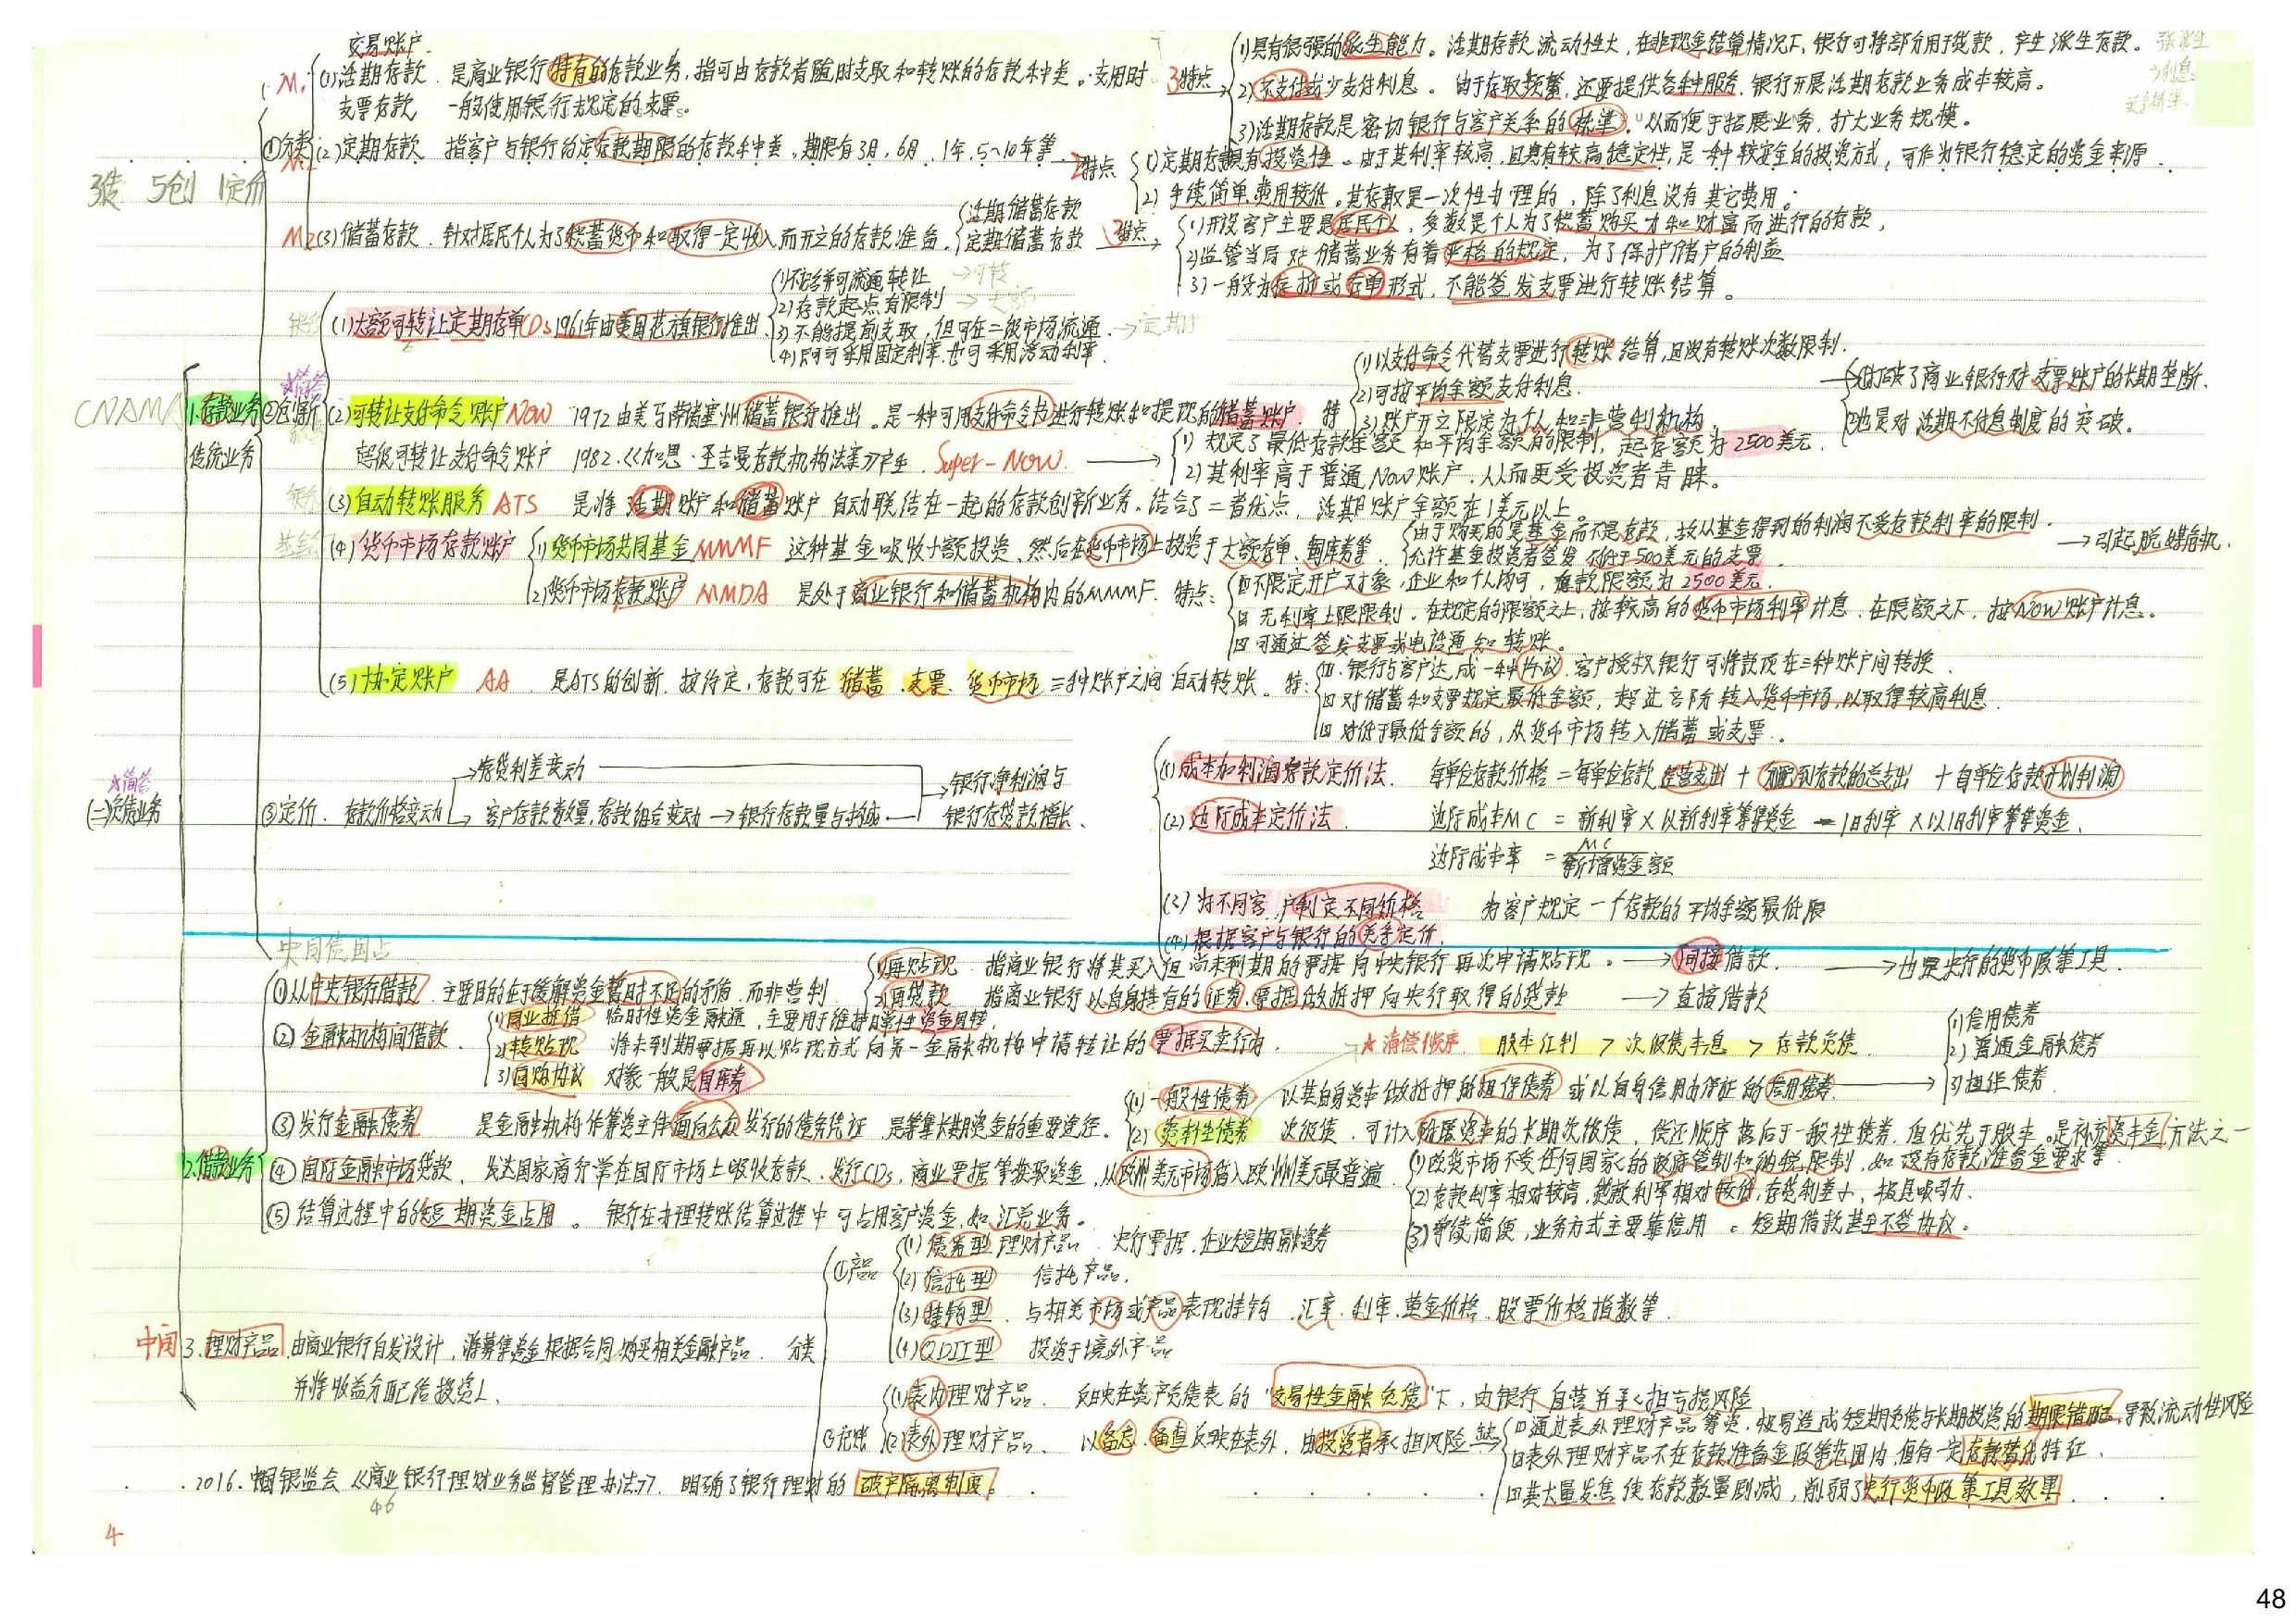 交易账户.
M₁ (1)活期存款 . 是商业银行特有的存款业务,指可由存款者随时支取和转账的存款种类。支用时
支票存款 一般使用银行规定的支票。
3特点
(1)具有很强的派生能力。活期存款流动性大,在非现金结算情况下,银行可将部分用于贷款,产生派生存款。
(2)不支付或少支付利息。由于存取频繁,还要提供各种服务,银行开展活期存款业务成本较高。
(3)活期存款是密切银行与客户关系的桥梁。从而便于拓展业务,扩大业务规模。
3类 5创 1定价
①分类 (2)定期存款 指客户与银行约定存款期限的存款种类,期限有3月,6月,1年,5~10年等
2特点
(1)定期存款具有投资性。由于其利率较高,且具有较高稳定性,是一种较安全的投资方式,可作为银行稳定的资金来源.
(2) 手续简单,费用较低。其存取是一次性办理的,除了利息没有其它费用。
M₂(3)储蓄存款 . 针对居民个人为了积蓄货币和取得一定收入而开立的存款准备.
活期储蓄存款
定期储蓄存款
3特点
(1)开设客户主要是居民个人,多数是个人为了积蓄购买力和财富而进行的存款,
(2)监管当局对储蓄业务有着严格的规定,为了保护储户的利益
(3)一般为存折或存单形式,不能签发支票进行转账结算。
CNAMA
1.存款业务
传统业务
②创新
☆简答
(1)大额可转让定期存单CDs 1961年由美国花旗银行推出
(1)不记名并可流通转让 →可转
(2)存款起点有限制 →大额
(3)不能提前支取,但可在二级市场流通. →定期
(4)既可采用固定利率也可采用浮动利率.
(2)可转让支付命令账户NOW 1972由美马萨诸塞州储蓄银行推出。是一种可用支付命令书进行转账和提现的储蓄账户. 特
(1)以支付命令代替支票进行转账结算,且没有转账次数限制.
(2)可按平均余额支付利息.
(3)账户开立限定为个人和非营利机构.
→打破了商业银行对支票账户的长期垄断.
也是对活期不付息制度的突破。
超级可转让支付命令账户 1982.《加恩·圣吉曼存款机构法案》产生. Super-NOW. →
(1) 规定了最低存款余额和平均余额的限制,起存额为2500美元.
(2)其利率高于普通NOW账户,从而更受投资者青睐。
(3)自动转账服务 ATS 是将活期账户和储蓄账户自动联结在一起的存款创新业务.结合了二者优点,活期账户余额在1美元以上。
(4)货币市场存款账户
(1)货币市场共同基金MMMF 这种基金吸收小额投资,然后在货币市场上投资于大额存单、国库券等.
由于购买的是基金而不是存款,故从基金得到的利润不受存款利率的限制. →引起脱媒危机.
允许基金投资者签发不低于500美元的支票
(2)货币市场存款账户 MMDA 是处于商业银行和储蓄机构内的MMMF. 特点:
不限定开户对象,企业和个人均可,存款限额为2500美元.
无利率上限限制.在规定的限额之上,按较高的货币市场利率计息,在限额之下,按NOW账户计息.
可通过签发支票或电话通知转账。
(5)协定账户 AA . 是ATS的创新.按约定,存款可在储蓄.支票.货币市场三种账户之间自动转账。特:
银行与客户达成一种协议,客户授权银行可将款项在三种账户间转换.
对储蓄和支票规定最低余额,超过部分转入货币市场,以取得较高利息.
对低于最低余额的,从货币市场转入储蓄或支票.
☆简答
(二)负债业务
③定价. 存款价格变动
→存贷利差变动
→客户存款数量,存款组合变动→银行存款量与构成
→银行净利润与
银行存贷款增长.
(1)成本加利润存款定价法. 每单位存款价格=每单位存款经营支出+分配到存款的总支出+每单位存款计划利润
(2)边际成本定价法. 边际成本MC = 新利率×以新利率筹集资金 - 旧利率×以旧利率筹集资金.
边际成本率 = MC/新增资金额
(3)为不同客户制定不同价格 为客户规定一个存款的平均余额最低限
(4)根据客户与银行的关系定价.
央同债国占
2.借款业务
①从中央银行借款. 主要目的在于缓解资金暂时不足的矛盾,而非营利
(1)再贴现. 指商业银行将其买入但尚未到期的票据向中央银行再次申请贴现。→间接借款. →也是央行的货币政策工具.
(2)再贷款 指商业银行以自身持有的证券,票据做抵押向央行取得的贷款 →直接借款
②金融机构间借款.
(1)同业拆借 临时性资金融通,主要用于维持日常性资金周转.
(2)转贴现 将未到期票据再以贴现方式向另一金融机构申请转让的票据买卖行为.
(3)回购协议 对象一般是国库券
☆清偿顺序. 股本红利 > 次级债本息 > 存款负债.
③发行金融债券 是金融机构作筹资主体面向公众发行的债务凭证,是筹集长期资金的重要途径.
(1)一般性债券 以其自身资本做抵押的担保债券或以自身信用为保证的信用债券→
(1)信用债券
(2)普通金融债券
(3)担保债券.
(2)资本性债券 次级债.可计入附属资本的长期次级债,偿还顺序落后于一般性债券,但优先于股本.是补充资本金方法之一
④国际金融市场贷款. 发达国家商行常在国际市场上吸收存款、发行CDs,商业票据等获取资金,从欧洲美元市场借入欧洲美元最普遍.
(1)改货市场不受任何国家的政府管制和纳税限制,如没有存款准备金要求等
(2)存款利率相对较高,贷款利率相对较低,存贷利差小,极具吸引力.
(3)手续简便,业务方式主要靠信用。短期借款甚至不签协议。
⑤结算过程中的短期资金占用。银行在办理转账结算过程中可占用客户资金,如汇兑业务。
中间 3.理财产品.由商业银行自发设计,将募集资金根据合同购买相关金融产品. 分类
并将收益分配给投资人.
①产品
(1)债券型理财产品 央行票据.企业短期融资券
(2)信托型 信托产品.
(3)挂钩型. 与相关市场或产品表现挂钩 汇率.利率.黄金价格.股票价格指数等.
(4)QDII型 投资于境外产品
②记账
(1)表内理财产品. 反映在资产负债表的"交易性金融负债"下,由银行自营并承担亏损风险
(2)表外理财产品. 以备忘.备查反映在表外,由投资者承担风险
通过表外理财产品筹资,极易造成短期负债与长期投资的期限错配,导致流动性风险
表外理财产品不在存款准备金政策范围内,但有一定存款替代特征.
其大量发售使存款数量剧减,削弱了央行货币政策工具效果.
.2016.中国银监会《商业银行理财业务监督管理办法》. 明确了银行理财的破产隔离制度。
46
4
48